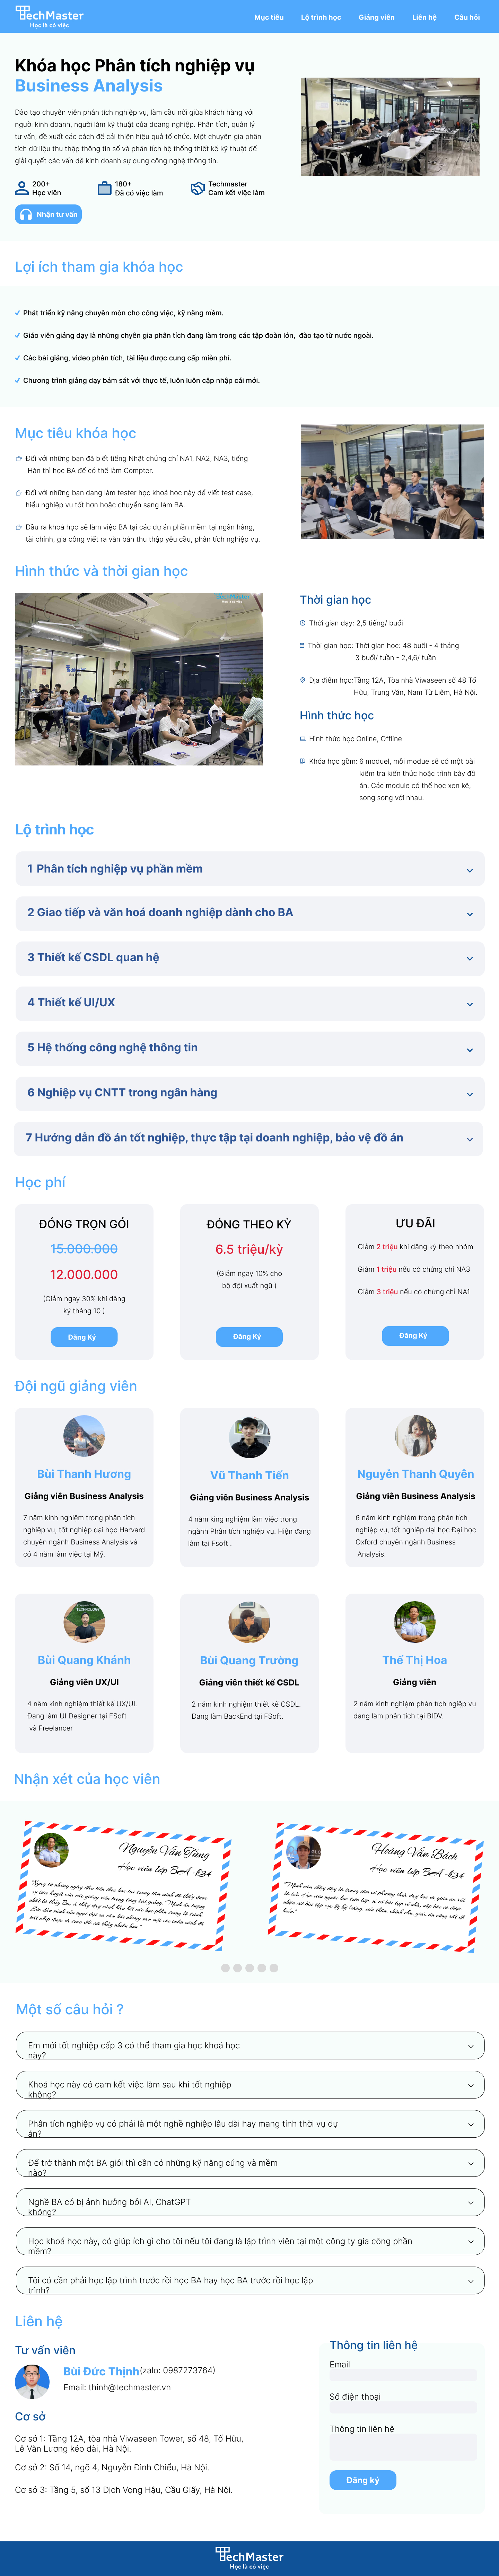 TechMaster
Học là có việc
Mục tiêu
Lộ trình học
Giảng viên
Liên hệ
Câu hỏi
Khóa học Phân tích nghiệp vụ
Business Analysis
Đào tạo chuyên viên phân tích nghiệp vụ, làm cầu nối giữa khách hàng với
người kinh doanh, người làm kỹ thuật của doang nghiệp. Phân tích, quản lý
tư vấn, đề xuất các cách để cải thiện hiệu quả tổ chức. Một chuyên gia phân
tích dữ liệu thu thập thông tin số và phân tích hệ thống thiết kế kỹ thuật để
giải quyết các vấn đề kinh doanh sự dụng công nghệ thông tin.
200+
Học viên
180+
Đã có việc làm
Techmaster
Cam kết việc làm
Nhận tư vấn
Lợi ích tham gia khóa học
Phát triển kỹ năng chuyên môn cho công việc, kỹ năng mềm.
Giáo viên giảng dạy là những chyên gia phân tích đang làm trong các tập đoàn lớn, đào tạo từ nước ngoài.
Các bài giảng, video phân tích, tài liệu được cung cấp miễn phí.
Chương trình giảng dạy bám sát với thực tế, luôn luôn cập nhập cái mới.
Mục tiêu khóa học
Đối với những bạn đã biết tiếng Nhật chứng chỉ NA1, NA2, NA3, tiếng
Hàn thì học BA để có thể làm Compter.
Đối với những bạn đang làm tester học khoá học này để viết test case,
hiểu nghiệp vụ tốt hơn hoặc chuyển sang làm BA.
Đầu ra khoá học sẽ làm việc BA tại các dự án phần mềm tại ngân hàng,
tài chính, gia công viết ra văn bản thu thập yêu cầu, phân tích nghiệp vụ.
Hình thức và thời gian học
Thời gian học
Thời gian dạy: 2,5 tiếng/ buổi
Thời gian học: Thời gian học: 48 buổi - 4 tháng
3 buổi/ tuần - 2,4,6/ tuần
Địa điểm học:Tầng 12A, Tòa nhà Viwaseen số 48 Tố
Hữu, Trung Văn, Nam Từ Liêm, Hà Nội.
Hình thức học
Hình thức học Online, Offline
Khóa học gồm: 6 moduel, mỗi modue sẽ có một bài
kiểm tra kiến thức hoặc trình bày đồ
án. Các module có thể học xen kẽ,
song song với nhau.
Lộ trình học
1 Phân tích nghiệp vụ phần mềm
2 Giao tiếp và văn hoá doanh nghiệp dành cho BA
3 Thiết kế CSDL quan hệ
4 Thiết kế UI/UX
5 Hệ thống công nghệ thông tin
6 Nghiệp vụ CNTT trong ngân hàng
7 Hướng dẫn đồ án tốt nghiệp, thực tập tại doanh nghiệp, bảo vệ đồ án
Học phí
ĐÓNG TRỌN GÓI
15.000.000
12.000.000
(Giảm ngay 30% khi đăng
ký tháng 10 )
Đăng Ký
ĐÓNG THEO KỲ
6.5 triệu/kỳ
(Giảm ngay 10% cho
bộ đội xuất ngũ )
Đăng Ký
ƯU ĐÃI
Giảm 2 triệu khi đăng ký theo nhóm
Giảm 1 triệu nếu có chứng chỉ NA3
Giảm 3 triệu nếu có chứng chỉ NA1
Đăng Ký
Đội ngũ giảng viên
Bùi Thanh Hương
Giảng viên Business Analysis
7 năm kinh nghiệm trong phân tích
nghiệp vụ, tốt nghiệp đại học Harvard
chuyên ngành Business Analysis và
có 4 năm làm việc tại Mỹ.
Vũ Thanh Tiến
Giảng viên Business Analysis
4 năm king nghiệm làm việc trong
ngành Phân tích nghiệp vụ. Hiện đang
làm tại Fsoft .
Nguyễn Thanh Quyên
Giảng viên Business Analysis
6 năm kinh nghiệm trong phân tích
nghiệp vụ, tốt nghiệp đại học Đại học
Oxford chuyên ngành Business
Analysis.
Bùi Quang Khánh
Giảng viên UX/UI
4 năm kinh nghiệm thiết kế UX/UI.
Đang làm UI Designer tại FSoft
và Freelancer
Bùi Quang Trường
Giảng viên thiết kế CSDL
2 năm kinh nghiệm thiết kế CSDL.
Đang làm BackEnd tại FSoft.
Thế Thị Hoa
Giảng viên
2 năm kinh nghiệm phân tích ngiệp vụ
đang làm phân tích tại BIDV.
Nhận xét của học viên
Nguyễn Văn Tùng
Học viên lớp BA -k34
Hoàng Văn Bách
Học viên lớp BA -k34
Một số câu hỏi ?
Em mới tốt nghiệp cấp 3 có thể tham gia học khoá học
này?
Khoá học này có cam kết việc làm sau khi tốt nghiệp
không?
Phân tích nghiệp vụ có phải là một nghề nghiệp lâu dài hay mang tính thời vụ dự
án?
Để trở thành một BA giỏi thì cần có những kỹ năng cứng và mềm
nào?
Nghề BA có bị ảnh hưởng bởi AI, ChatGPT
không?
Học khoá học này, có giúp ích gì cho tôi nếu tôi đang là lập trình viên tại một công ty gia công phần
mềm?
Tôi có cần phải học lập trình trước rồi học BA hay học BA trước rồi học lập
trình?
Liên hệ
Tư vấn viên
Bùi Đức Thịnh(zalo: 0987273764)
Email: thinh@techmaster.vn
Cơ sở
Cơ sở 1: Tầng 12A, tòa nhà Viwaseen Tower, số 48, Tố Hữu,
Lê Văn Lương kéo dài, Hà Nội.
Cơ sở 2: Số 14, ngõ 4, Nguyễn Đình Chiểu, Hà Nội.
Cơ sở 3: Tầng 5, số 13 Dịch Vọng Hậu, Cầu Giấy, Hà Nội.
Thông tin liên hệ
Email
Số điện thoại
Thông tin liên hệ
Đăng ký
TechMaster
Học là có việc